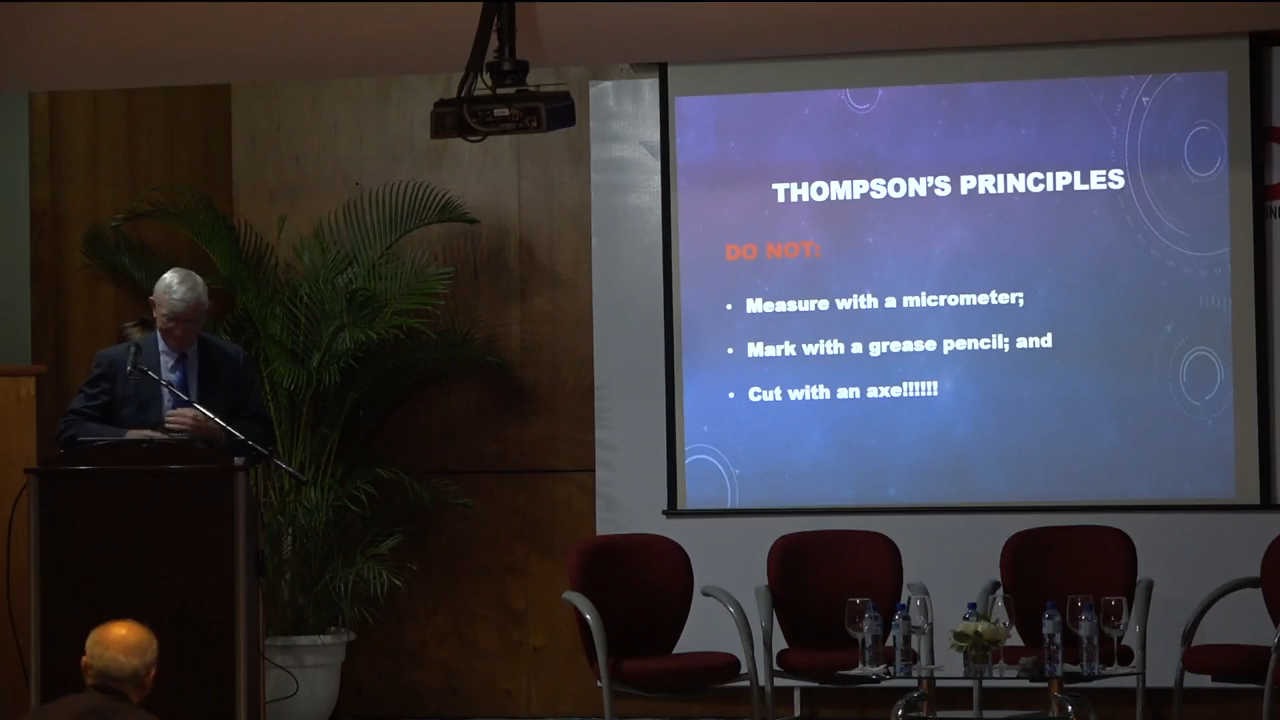 THOMPSON'S PRINCIPLES
DO NOT:
• Measure with a micrometer;
• Mark with a grease pencil; and
• Cut with an axe!!!!!!